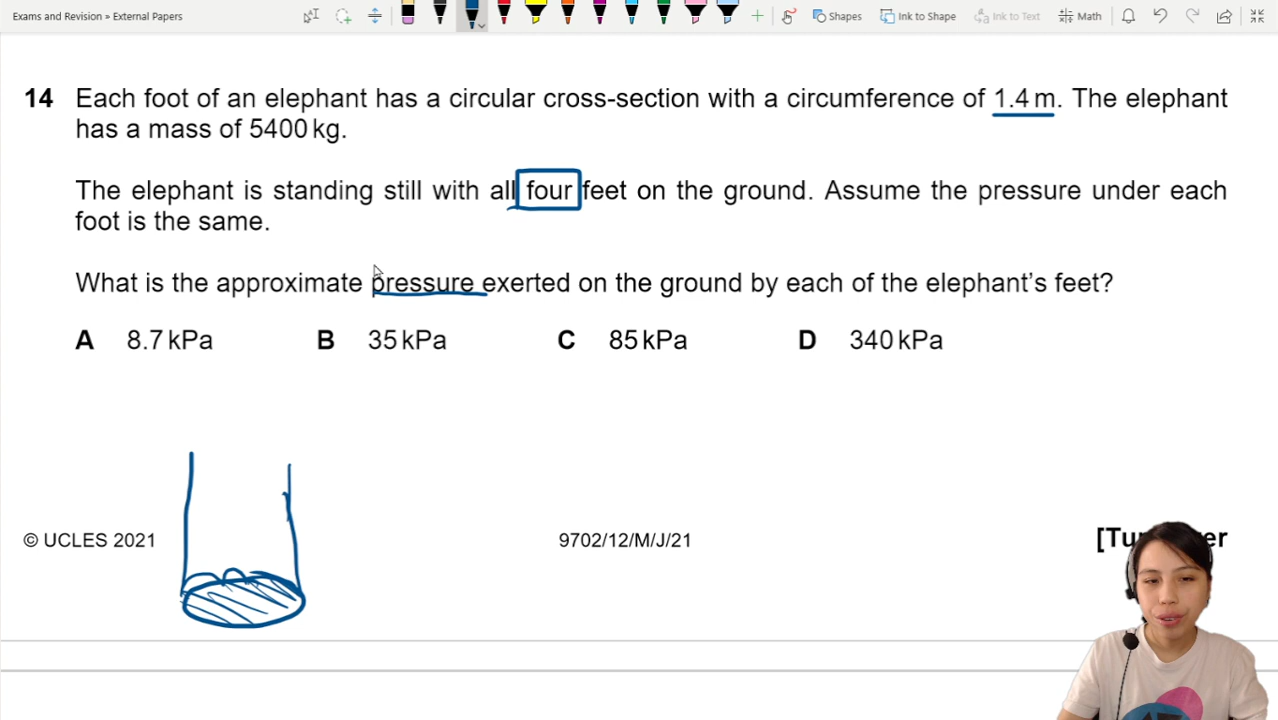 Exams and Revision » External Papers
Shapes
Ink to Shape
Ink to Text
Math
14 Each foot of an elephant has a circular cross-section with a circumference of 1.4 m. The elephant
has a mass of 5400 kg.
The elephant is standing still with all four feet on the ground. Assume the pressure under each
foot is the same.
What is the approximate pressure exerted on the ground by each of the elephant's feet?
A 8.7 kPa B 35 kPa C 85 kPa D 340 kPa
© UCLES 2021 9702/12/M/J/21